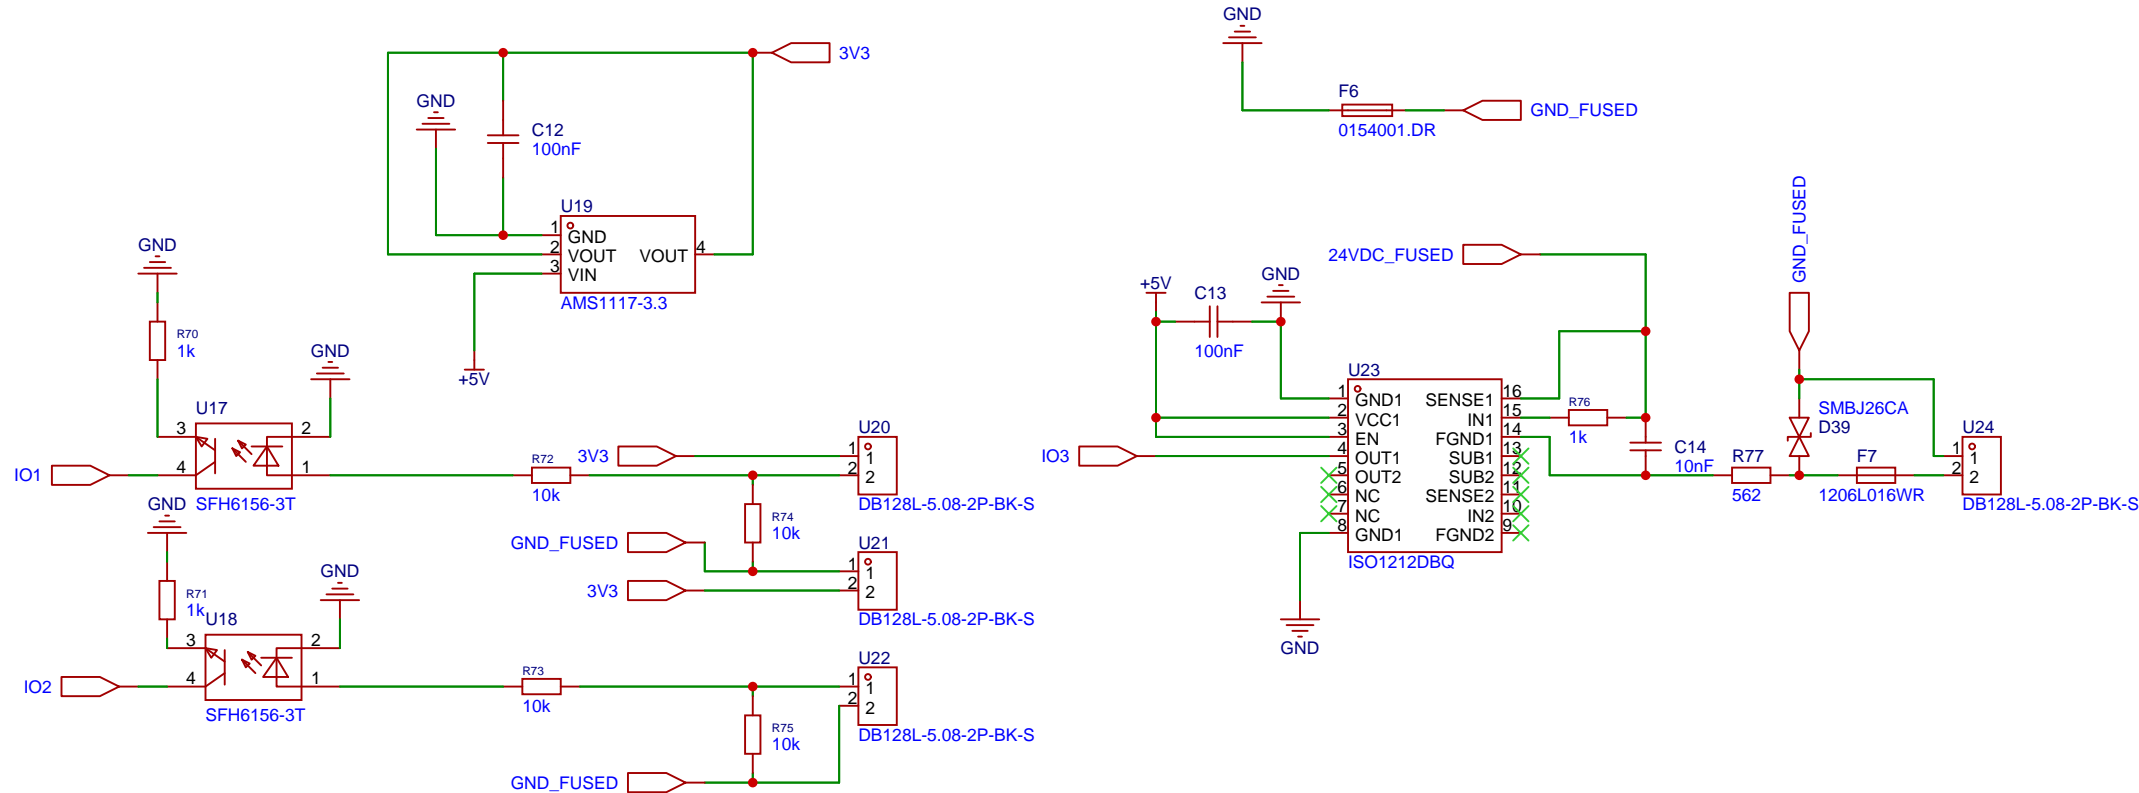 3V3
GND
C12
100nF
U19
1
GND
2
VOUT
VOUT
4
3
VIN
AMS1117-3.3
+5V
GND
R70
1k
GND
U17
3
2
4
1
IO1
SFH6156-3T
GND
R71
1k
GND
U18
3
2
4
1
IO2
SFH6156-3T
R72
10k
3V3
U20
1
1
2
2
DB128L-5.08-2P-BK-S
R74
10k
GND_FUSED
U21
1
1
2
2
3V3
DB128L-5.08-2P-BK-S
R73
10k
U22
1
1
2
2
DB128L-5.08-2P-BK-S
R75
10k
GND_FUSED
GND
F6
0154001.DR
GND_FUSED
24VDC_FUSED
+5V
C13
100nF
GND
IO3
U23
1
GND1
SENSE1
16
2
VCC1
IN1
15
3
EN
FGND1
14
4
OUT1
SUB1
13
5
OUT2
SUB2
12
6
NC
SENSE2
11
7
NC
IN2
10
8
GND1
FGND2
9
ISO1212DBQ
GND
R76
1k
C14
10nF
R77
562
GND_FUSED
SMBJ26CA
D39
F7
1206L016WR
U24
1
1
2
2
DB128L-5.08-2P-BK-S